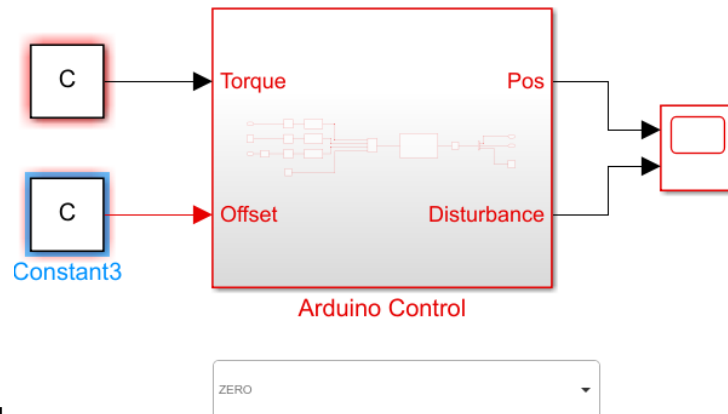 C
Torque
Pos
C
Offset
Disturbance
Constant3
Arduino Control
ZERO